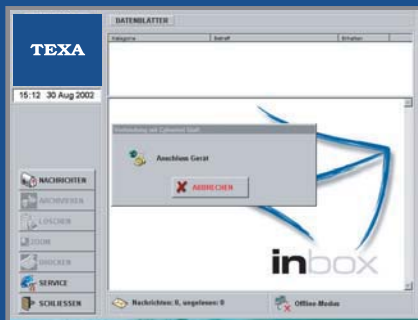 DATENBLÄTTER
TEXA
Kategorie Betreff Erhalten
15:12 30 Aug 2002
Anschluss Gerät
ABBRECHEN
NACHRICHTEN
ARCHIVIEREN
LÖSCHEN
ZOOM
DRUCKEN
SERVICE
SCHLIESSEN
inbox
Nachrichten: 0, ungelesen: 0
Offline-Modus